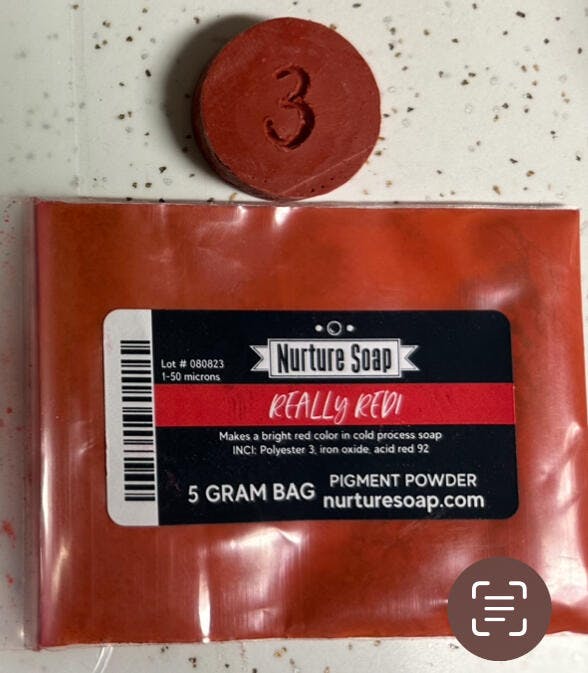 3
Lot # 080823
1-50 microns
Nurture Soap
REALLY RED!
Makes a bright red color in cold process soap
INCI: Polyester 3, iron oxide, acid red 92
5 GRAM BAG
PIGMENT POWDER
nurturesoap.com